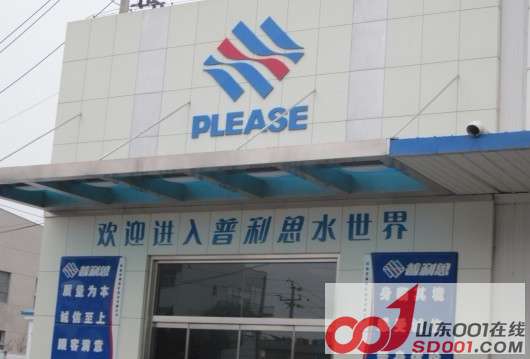 PLEASE
欢迎进入普利思水世界
普利思
质量为本
诚信至上
顾客满意
普利思
山东001在线
SD001.COM